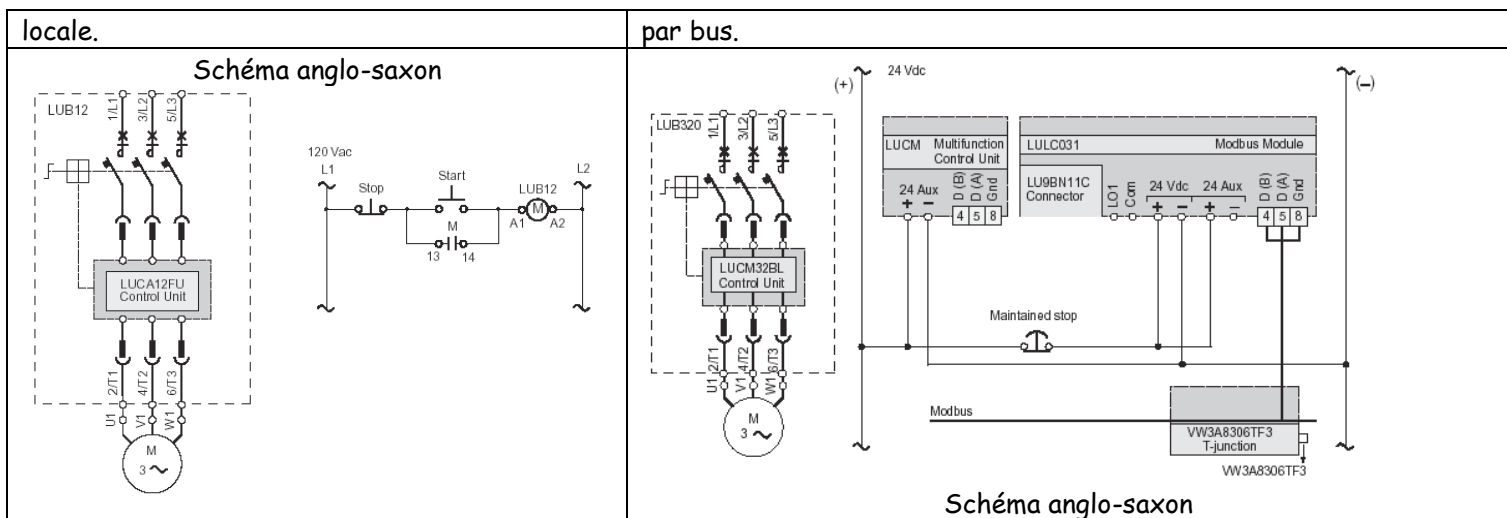 locale.
Schéma anglo-saxon
LUB12
1/L1
3/L2
5/L3
LUCA12FU
Control Unit
2/T1
4/T2
6/T3
U1
V1
W1
M
3
120 Vac
L1
Stop
Start
LUB12
L2
M
A1
A2
M
13
14
par bus.
(+)
24 Vdc
(–)
LUB320
1/L1
3/L2
5/L3
LUCM32BL
Control Unit
2/T1
4/T2
6/T3
U1
V1
W1
M
3
LUCM
Multifunction
Control Unit
24 Aux
+ –
D (B)
D (A)
Gnd
4 5 8
LULC031
Modbus Module
LU9BN11C
Connector
LO1
Com
24 Vdc
24 Aux
+ – + –
D (B)
D (A)
Gnd
4 5 8
Maintained stop
Modbus
VW3A8306TF3
T-junction
VW3A8306TF3
Schéma anglo-saxon